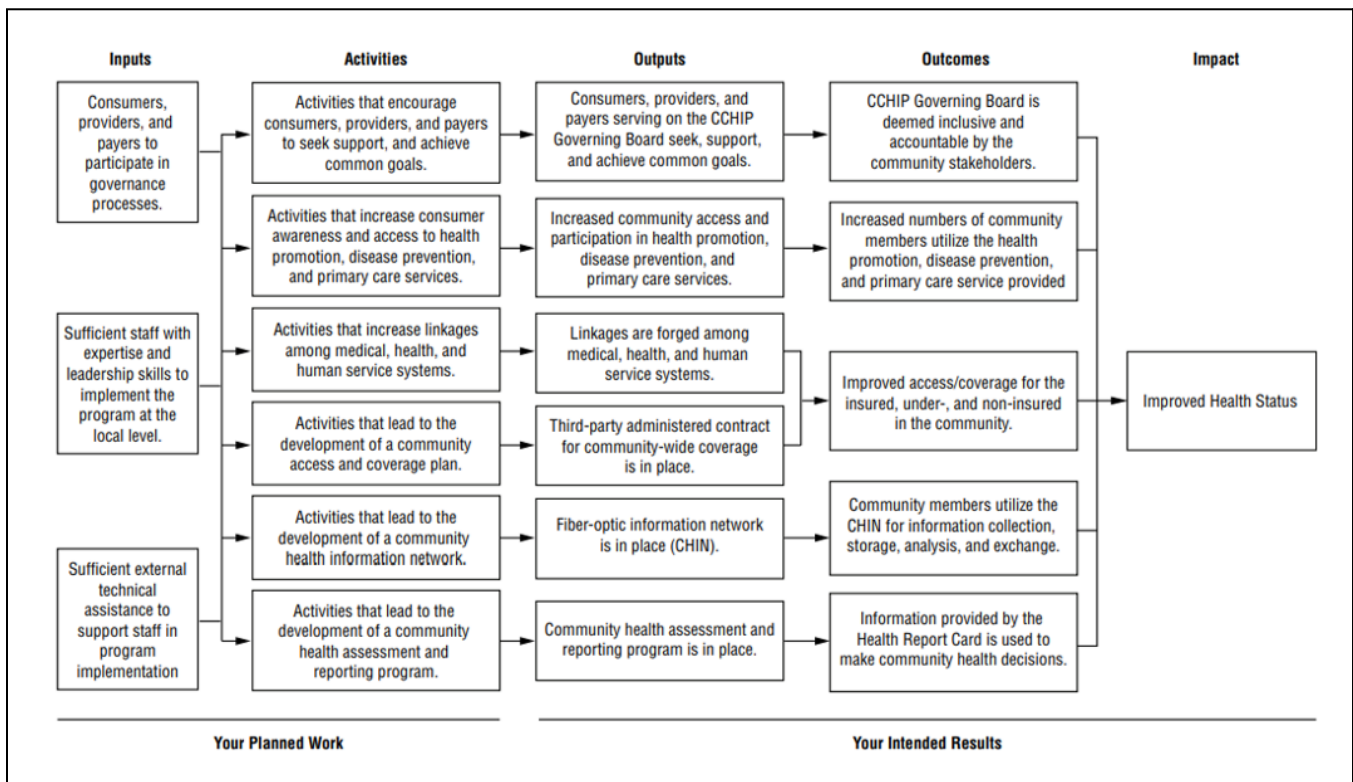 Inputs
Activities
Outputs
Outcomes
Impact
Consumers,
providers, and
payers to
participate in
governance
processes.
Sufficient staff with
expertise and
leadership skills to
implement the
program at the
local level.
Sufficient external
technical
assistance to
support staff in
program
implementation
Activities that encourage
consumers, providers, and payers
to seek support, and achieve
common goals.
Activities that increase consumer
awareness and access to health
promotion, disease prevention,
and primary care services.
Activities that increase linkages
among medical, health, and
human service systems.
Activities that lead to the
development of a community
access and coverage plan.
Activities that lead to the
development of a community
health information network.
Activities that lead to the
development of a community
health assessment and
reporting program.
Consumers, providers, and
payers serving on the CCHIP
Governing Board seek, support,
and achieve common goals.
Increased community access and
participation in health promotion,
disease prevention, and
primary care services.
Linkages are forged among
medical, health, and human
service systems.
Third-party administered contract
for community-wide coverage
is in place.
Fiber-optic information network
is in place (CHIN).
Community health assessment and
reporting program is in place.
CCHIP Governing Board is
deemed inclusive and
accountable by the
community stakeholders.
Increased numbers of community
members utilize the health
promotion, disease prevention,
and primary care service provided
Improved access/coverage for the
insured, under-, and non-insured
in the community.
Community members utilize the
CHIN for information collection,
storage, analysis, and exchange.
Information provided by the
Health Report Card is used to
make community health decisions.
Improved Health Status
Your Planned Work
Your Intended Results